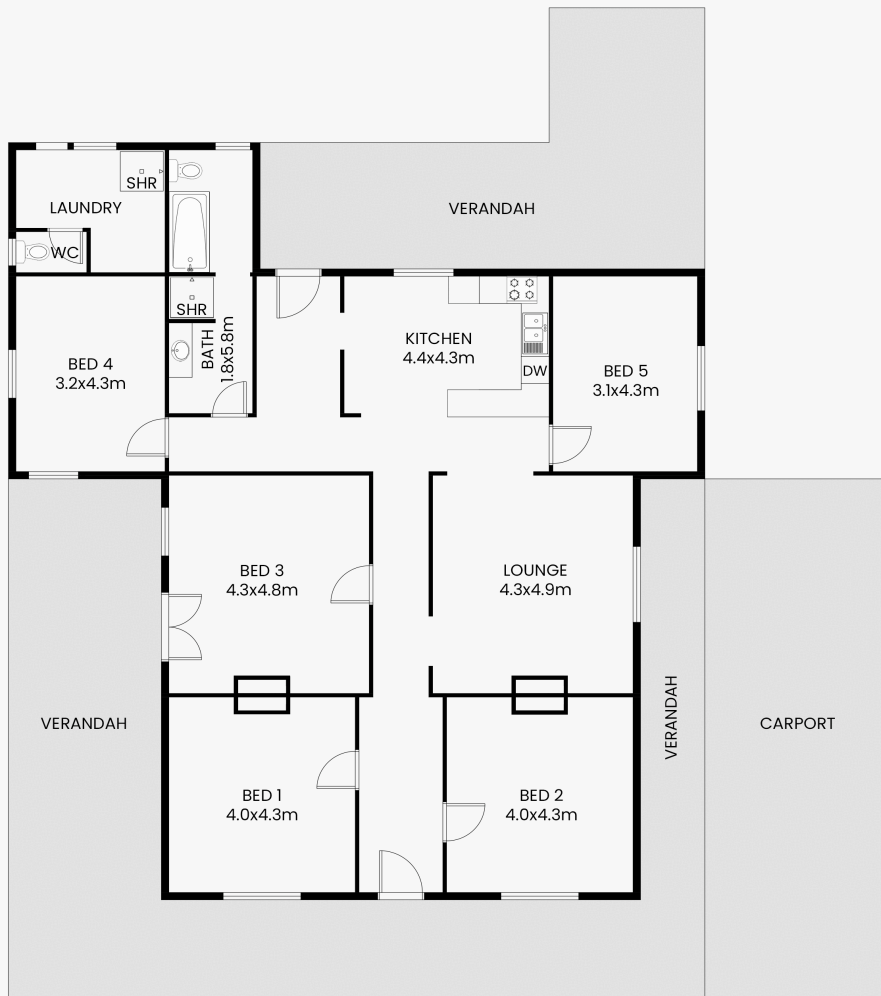 SHR
LAUNDRY
VERANDAH
WC
SHR
BATH
1.8x5.8m
KITCHEN
4.4x4.3m
BED 4
3.2x4.3m
DW
BED 5
3.1x4.3m
BED 3
4.3x4.8m
LOUNGE
4.3x4.9m
VERANDAH
VERANDAH
CARPORT
BED 1
4.0x4.3m
BED 2
4.0x4.3m